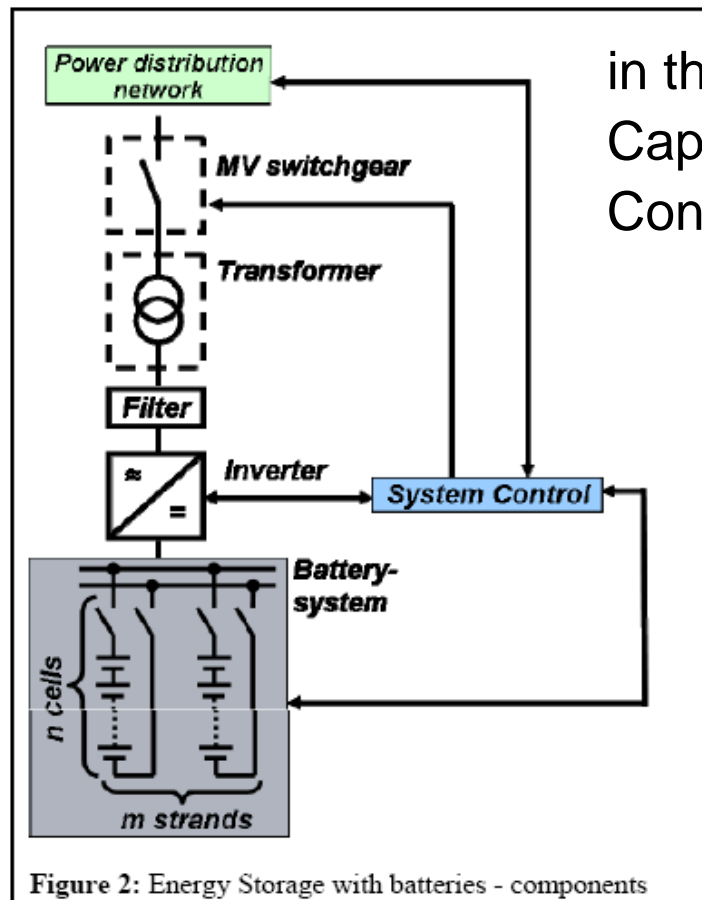 Power distribution
network
in th
Cap
Con
MV switchgear
Transformer
Filter
Inverter
≈
=
System Control
Battery-
system
n cells
m strands
Figure 2: Energy Storage with batteries - components